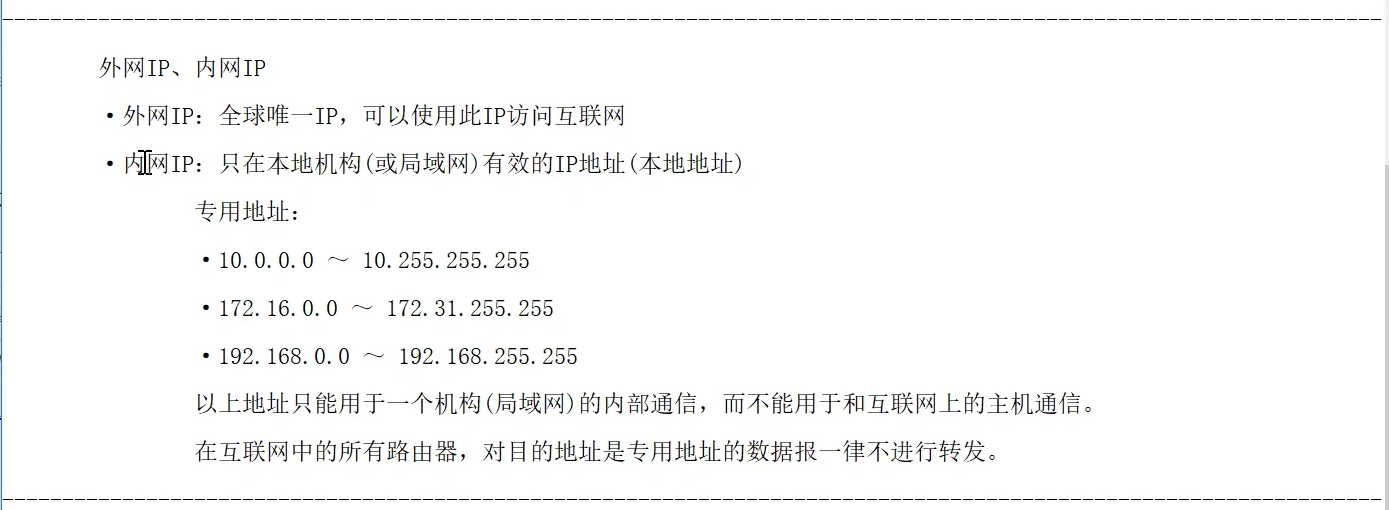 外网IP、内网IP
·外网IP：全球唯一IP，可以使用此IP访问互联网
·内网IP：只在本地机构(或局域网)有效的IP地址(本地地址)
专用地址：
·10.0.0.0 ～ 10.255.255.255
·172.16.0.0 ～ 172.31.255.255
·192.168.0.0 ～ 192.168.255.255
以上地址只能用于一个机构(局域网)的内部通信，而不能用于和互联网上的主机通信。
在互联网中的所有路由器，对目的地址是专用地址的数据报一律不进行转发。